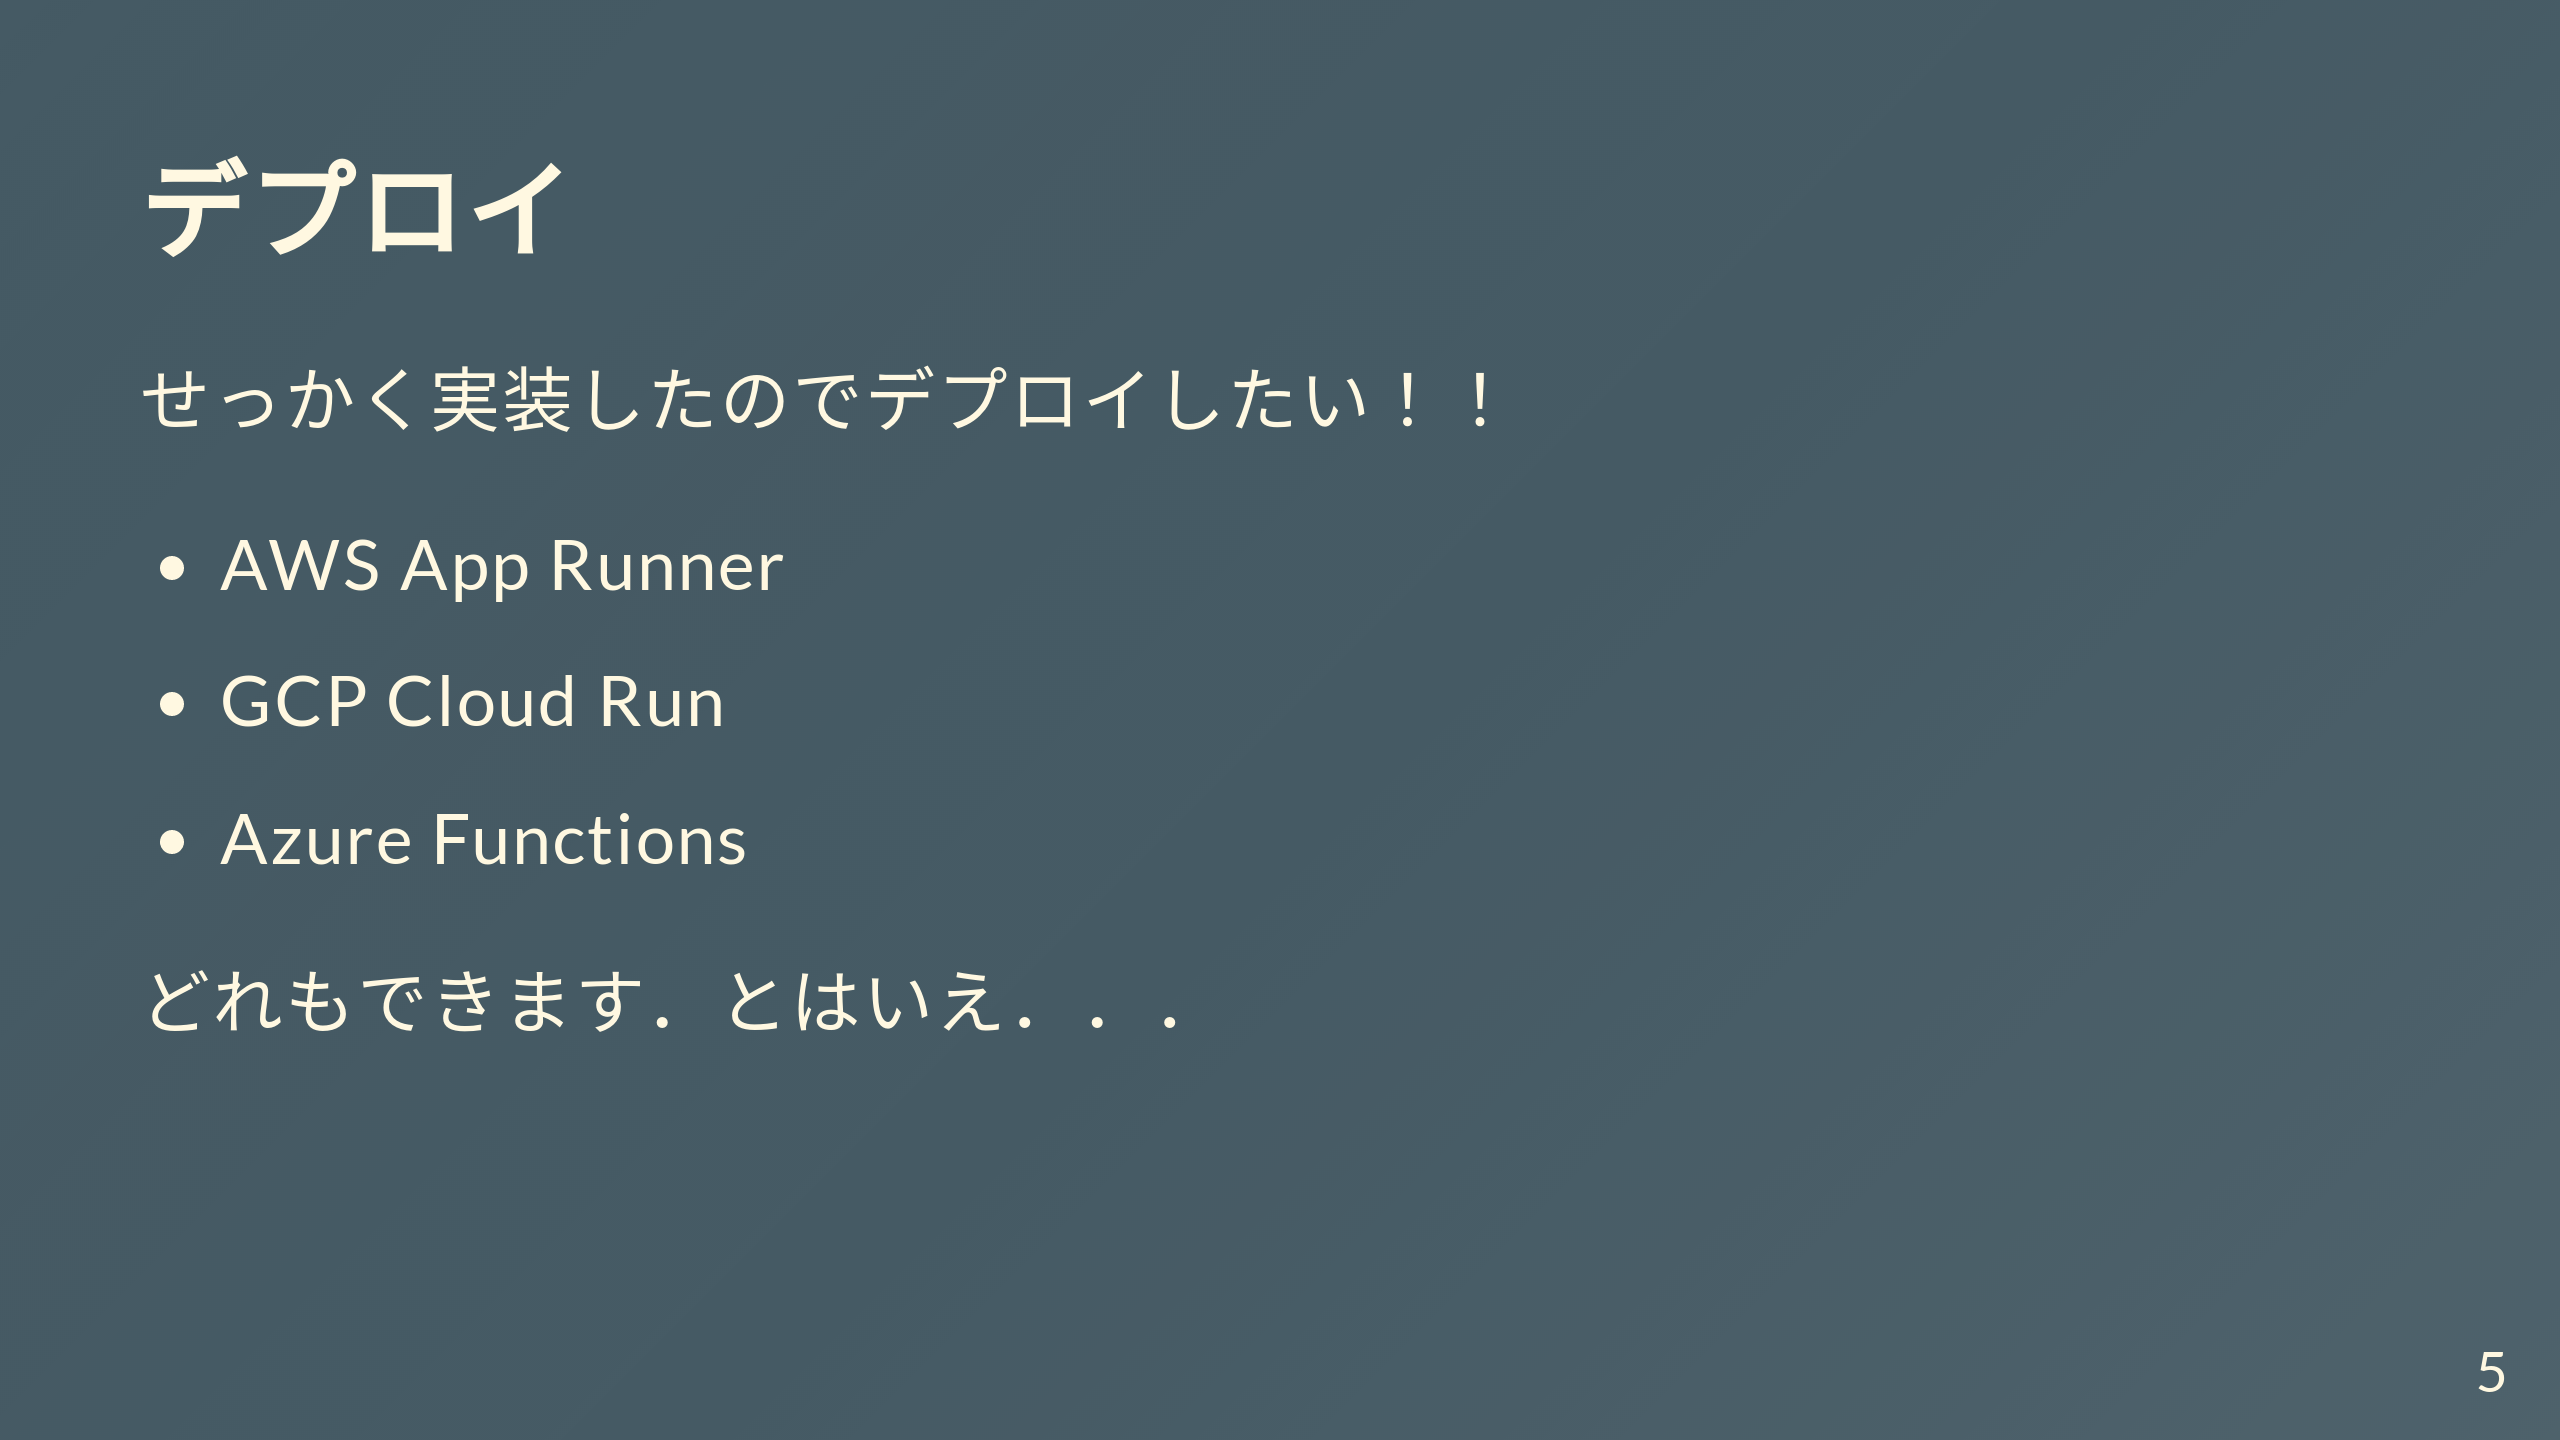 デプロイ
せっかく実装したのでデプロイしたい！！
• AWS App Runner
• GCP Cloud Run
• Azure Functions
どれもできます．とはいえ．．．
5